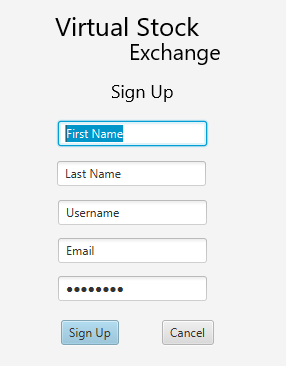 Virtual Stock
Exchange
Sign Up
First Name
Last Name
Username
Email
●●●●●●●●
Sign Up
Cancel